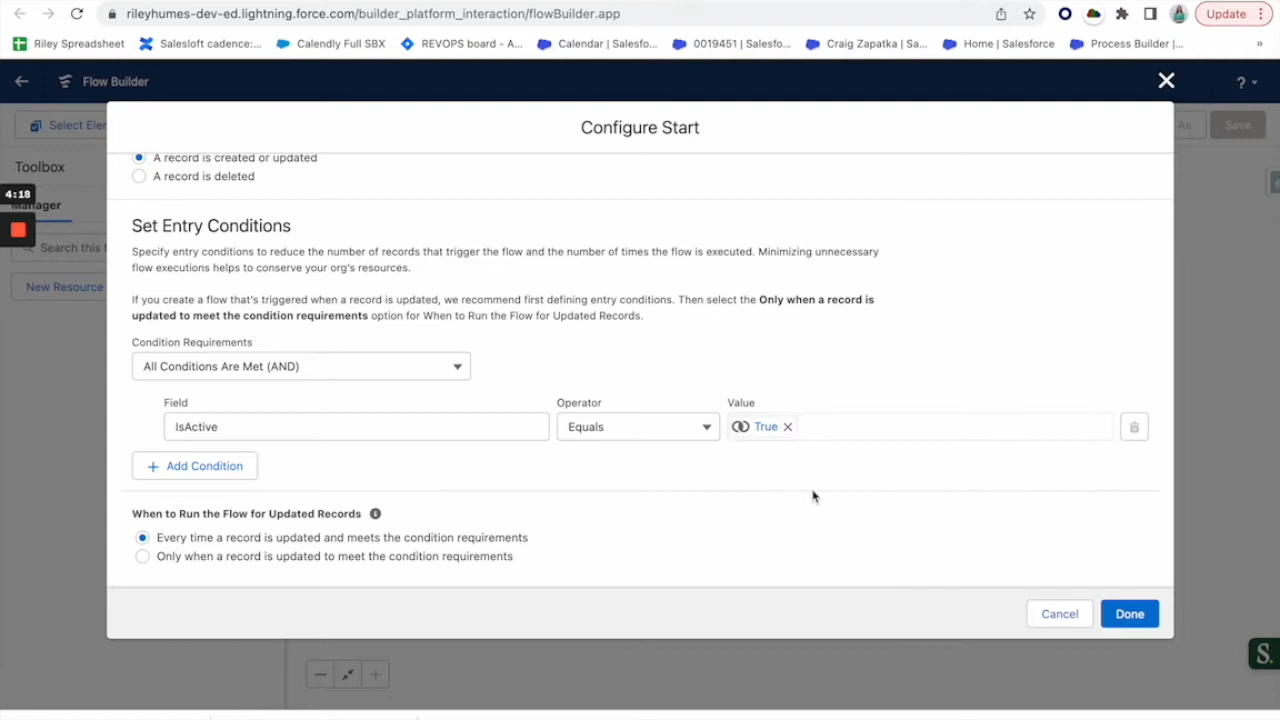 rileyhumes-dev-ed.lightning.force.com/builder_platform_interaction/flowBuilder.app
Update
Riley Spreadsheet
Salesloft cadence:...
Calendly Full SBX
REVOPS board - A...
Calendar | Salesfo...
0019451 | Salesfo...
Craig Zapatka | Sa...
Home | Salesforce
Process Builder |...
»
Flow Builder
?
Select Eler
Configure Start
As
Save
A record is created or updated
Toolbox
A record is deleted
4:18
Manager
Set Entry Conditions
Search this f
Specify entry conditions to reduce the number of records that trigger the flow and the number of times the flow is executed. Minimizing unnecessary
flow executions helps to conserve your org's resources.
New Resource
If you create a flow that's triggered when a record is updated, we recommend first defining entry conditions. Then select the Only when a record is
updated to meet the condition requirements option for When to Run the Flow for Updated Records.
Condition Requirements
All Conditions Are Met (AND)
Field
Operator
Value
IsActive
Equals
True
+ Add Condition
When to Run the Flow for Updated Records
Every time a record is updated and meets the condition requirements
Only when a record is updated to meet the condition requirements
Cancel
Done
S.